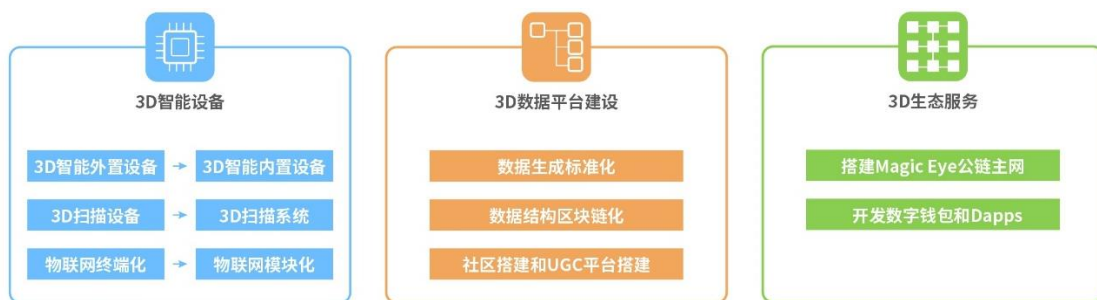 3D智能设备
3D智能外置设备
3D智能内置设备
3D扫描设备
3D扫描系统
物联网终端化
物联网模块化
3D数据平台建设
数据生成标准化
数据结构区块链化
社区搭建和UGC平台搭建
3D生态服务
搭建Magic Eye公链主网
开发数字钱包和Dapps